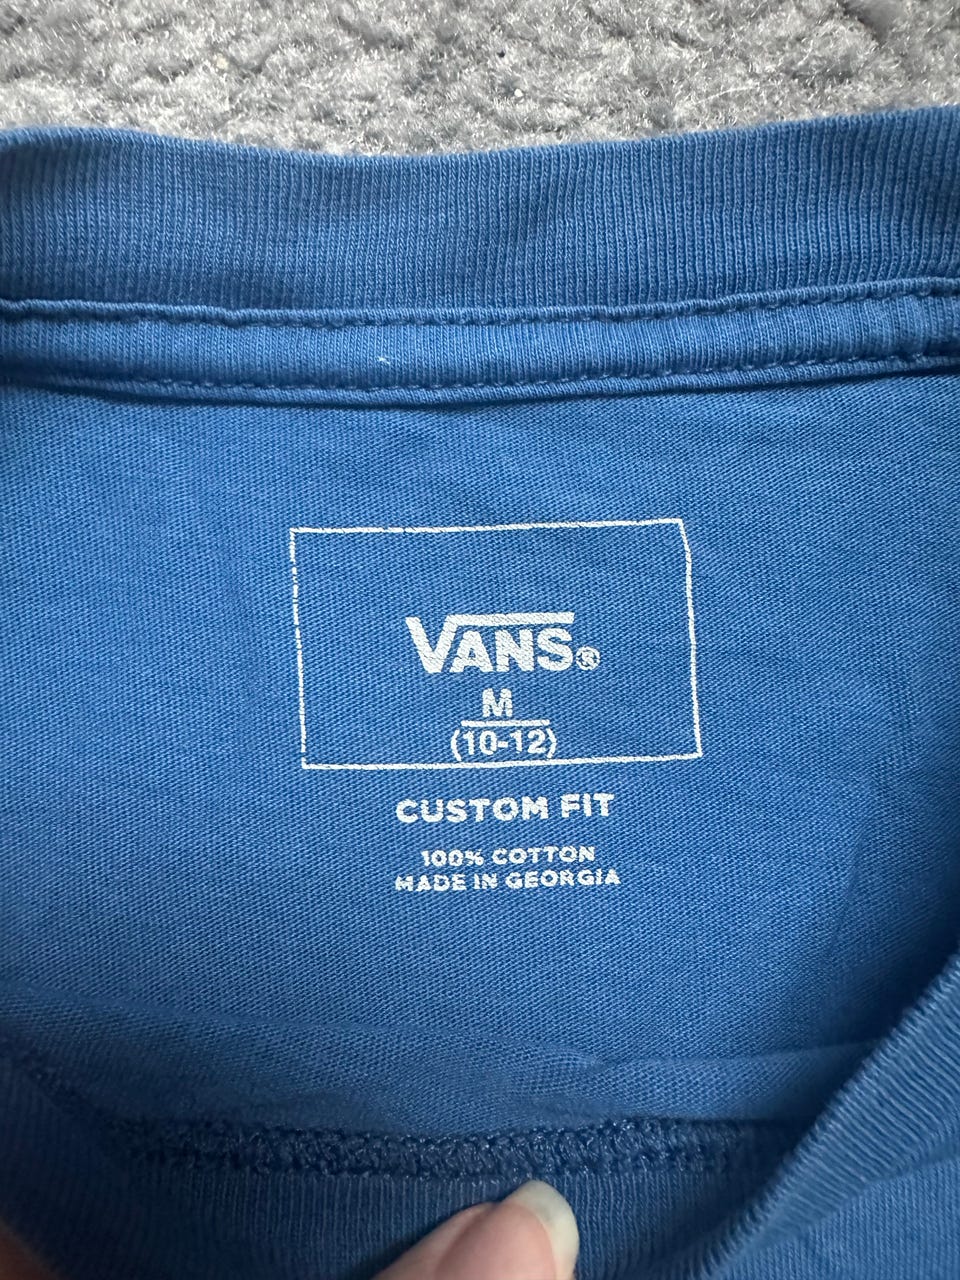 VANS®
M
(10-12)
CUSTOM FIT
100% COTTON
MADE IN GEORGIA